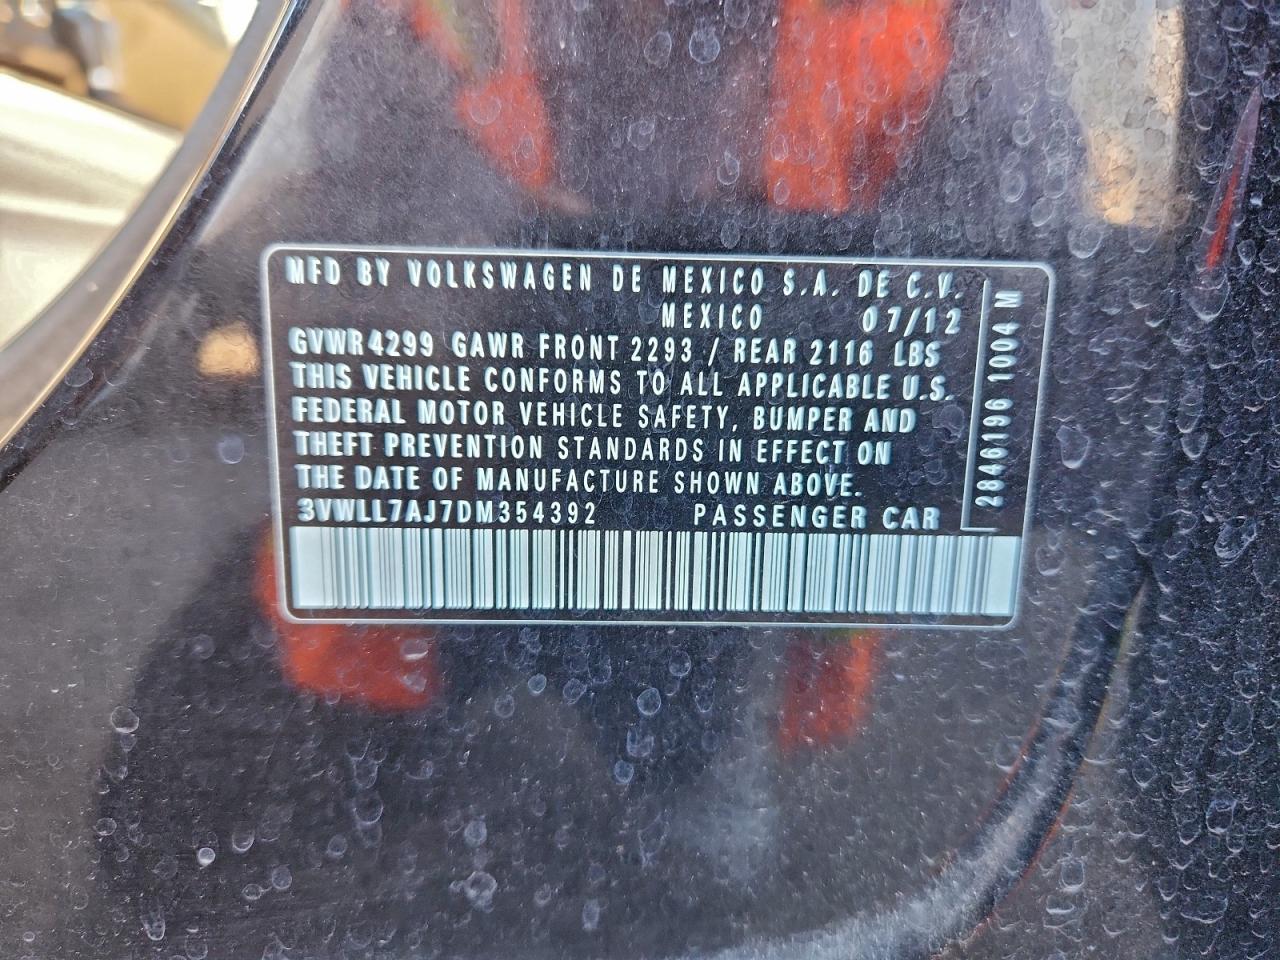 MFD BY VOLKSWAGEN DE MEXICO S.A. DE C.V.
MEXICO 07/12
GVWR 4299 GAWR FRONT 2293 / REAR 2116 LBS
THIS VEHICLE CONFORMS TO ALL APPLICABLE U.S.
FEDERAL MOTOR VEHICLE SAFETY, BUMPER AND
THEFT PREVENTION STANDARDS IN EFFECT ON
THE DATE OF MANUFACTURE SHOWN ABOVE.
3VWLL7AJ7DM354392 PASSENGER CAR
2846196 1004 M